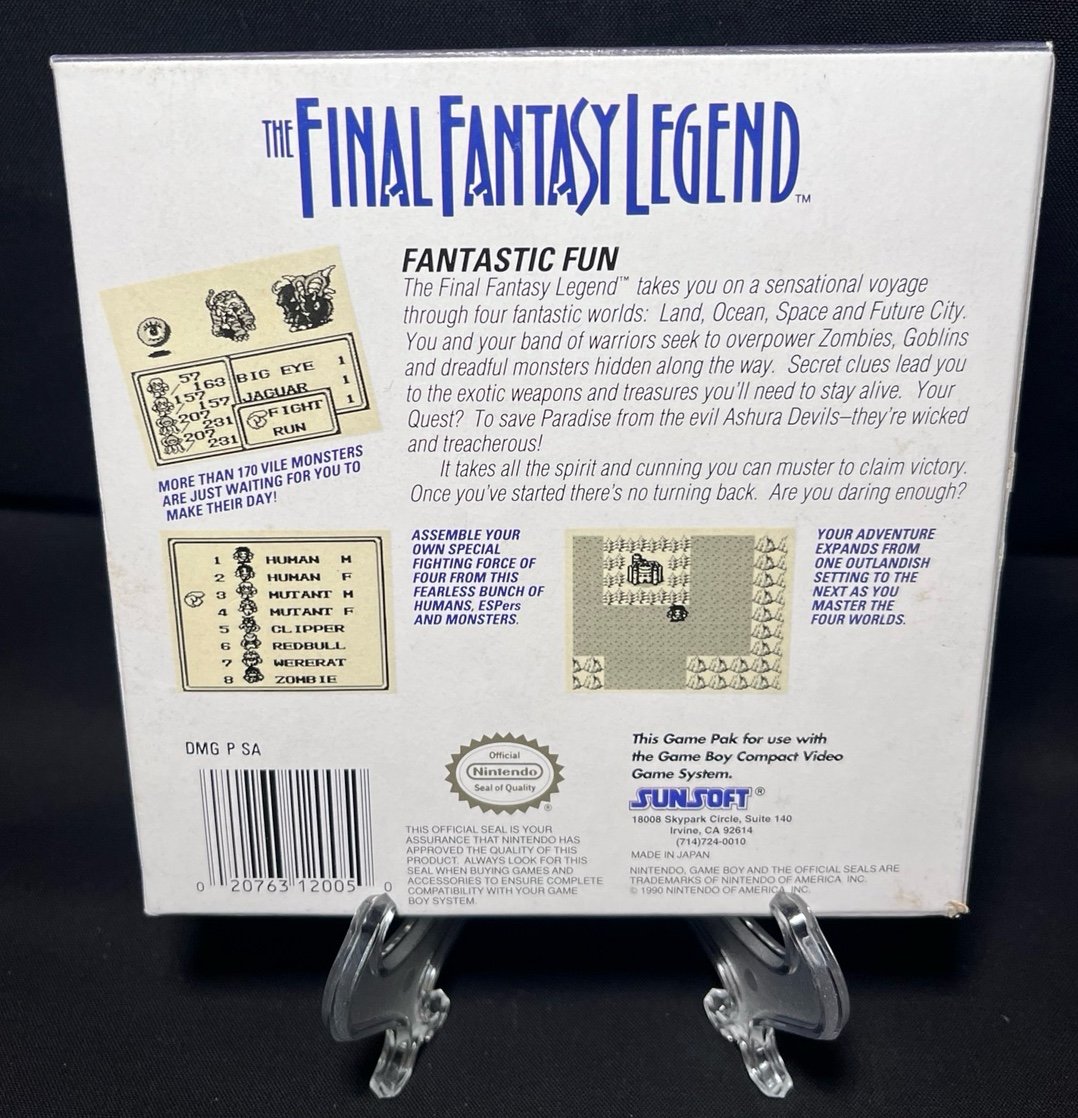 THE FINAL FANTASY LEGEND™
FANTASTIC FUN
The Final Fantasy Legend™ takes you on a sensational voyage
through four fantastic worlds: Land, Ocean, Space and Future City.
You and your band of warriors seek to overpower Zombies, Goblins
and dreadful monsters hidden along the way. Secret clues lead you
to the exotic weapons and treasures you'll need to stay alive. Your
Quest? To save Paradise from the evil Ashura Devils–they're wicked
and treacherous!
It takes all the spirit and cunning you can muster to claim victory.
Once you've started there's no turning back. Are you daring enough?
57
163
157
157
207
231
207
231
BIG EYE 1
JAGUAR 1
1
FIGHT
RUN
MORE THAN 170 VILE MONSTERS
ARE JUST WAITING FOR YOU TO
MAKE THEIR DAY!
1 HUMAN M
2 HUMAN F
3 MUTANT M
4 MUTANT F
5 CLIPPER
6 REDBULL
7 WERERAT
8 ZOMBIE
ASSEMBLE YOUR
OWN SPECIAL
FIGHTING FORCE OF
FOUR FROM THIS
FEARLESS BUNCH OF
HUMANS, ESPers
AND MONSTERS.
YOUR ADVENTURE
EXPANDS FROM
ONE OUTLANDISH
SETTING TO THE
NEXT AS YOU
MASTER THE
FOUR WORLDS.
DMG P SA
0 20763 12005 0
Official
Nintendo
Seal of Quality
®
THIS OFFICIAL SEAL IS YOUR
ASSURANCE THAT NINTENDO HAS
APPROVED THE QUALITY OF THIS
PRODUCT. ALWAYS LOOK FOR THIS
SEAL WHEN BUYING GAMES AND
ACCESSORIES TO ENSURE COMPLETE
COMPATIBILITY WITH YOUR GAME
BOY SYSTEM.
This Game Pak for use with
the Game Boy Compact Video
Game System.
SUNSOFT®
18008 Skypark Circle, Suite 140
Irvine, CA 92614
(714)724-0010
MADE IN JAPAN
NINTENDO, GAME BOY AND THE OFFICIAL SEALS ARE
TRADEMARKS OF NINTENDO OF AMERICA INC.
© 1990 NINTENDO OF AMERICA INC.